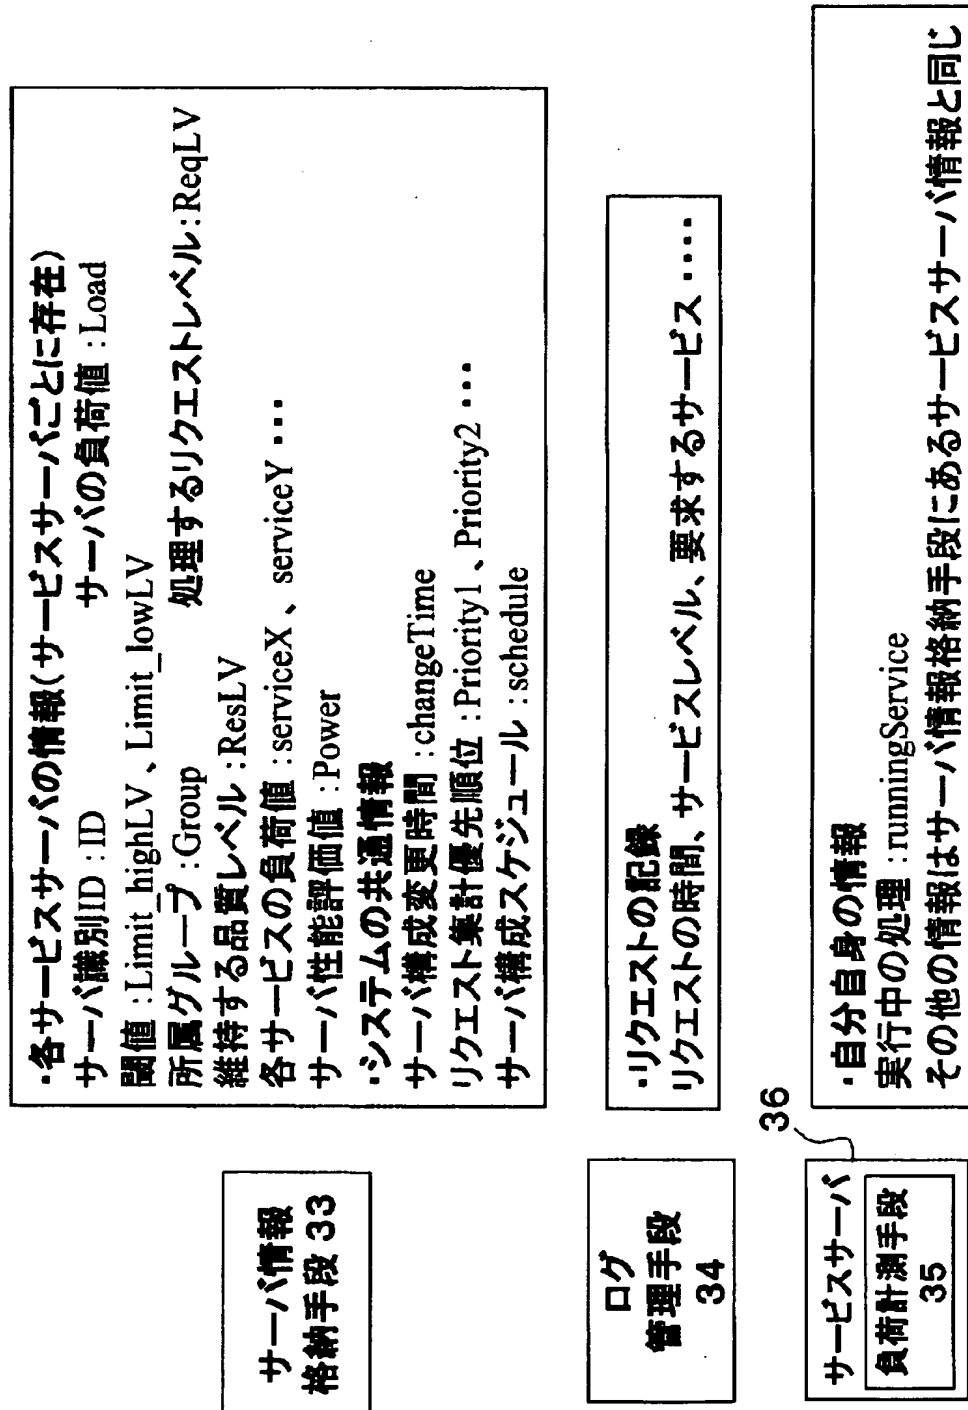 サーバ情報
格納手段 33
・各サービスサーバの情報(サービスサーバごとに存在)
サーバ識別ID :ID サーバの負荷値 :Load
閾値 :Limit_highLV 、Limit_lowLV
所属グループ :Group 処理するリクエストレベル:ReqLV
維持する品質レベル :ResLV
各サービスの負荷値 :serviceX 、serviceY ・・・
サーバ性能評価値 :Power
・システムの共通情報
サーバ構成変更時間 :changeTime
リクエスト集計優先順位 :Priority1 、Priority2 ・・・
サーバ構成スケジュール :schedule
ログ
管理手段
34
・リクエストの記録
リクエストの時間、サービスレベル、要求するサービス ・・・・
36
サービスサーバ
負荷計測手段
35
・自分自身の情報
実行中の処理 :runningService
その他の情報はサーバ情報格納手段にあるサービスサーバ情報と同じ